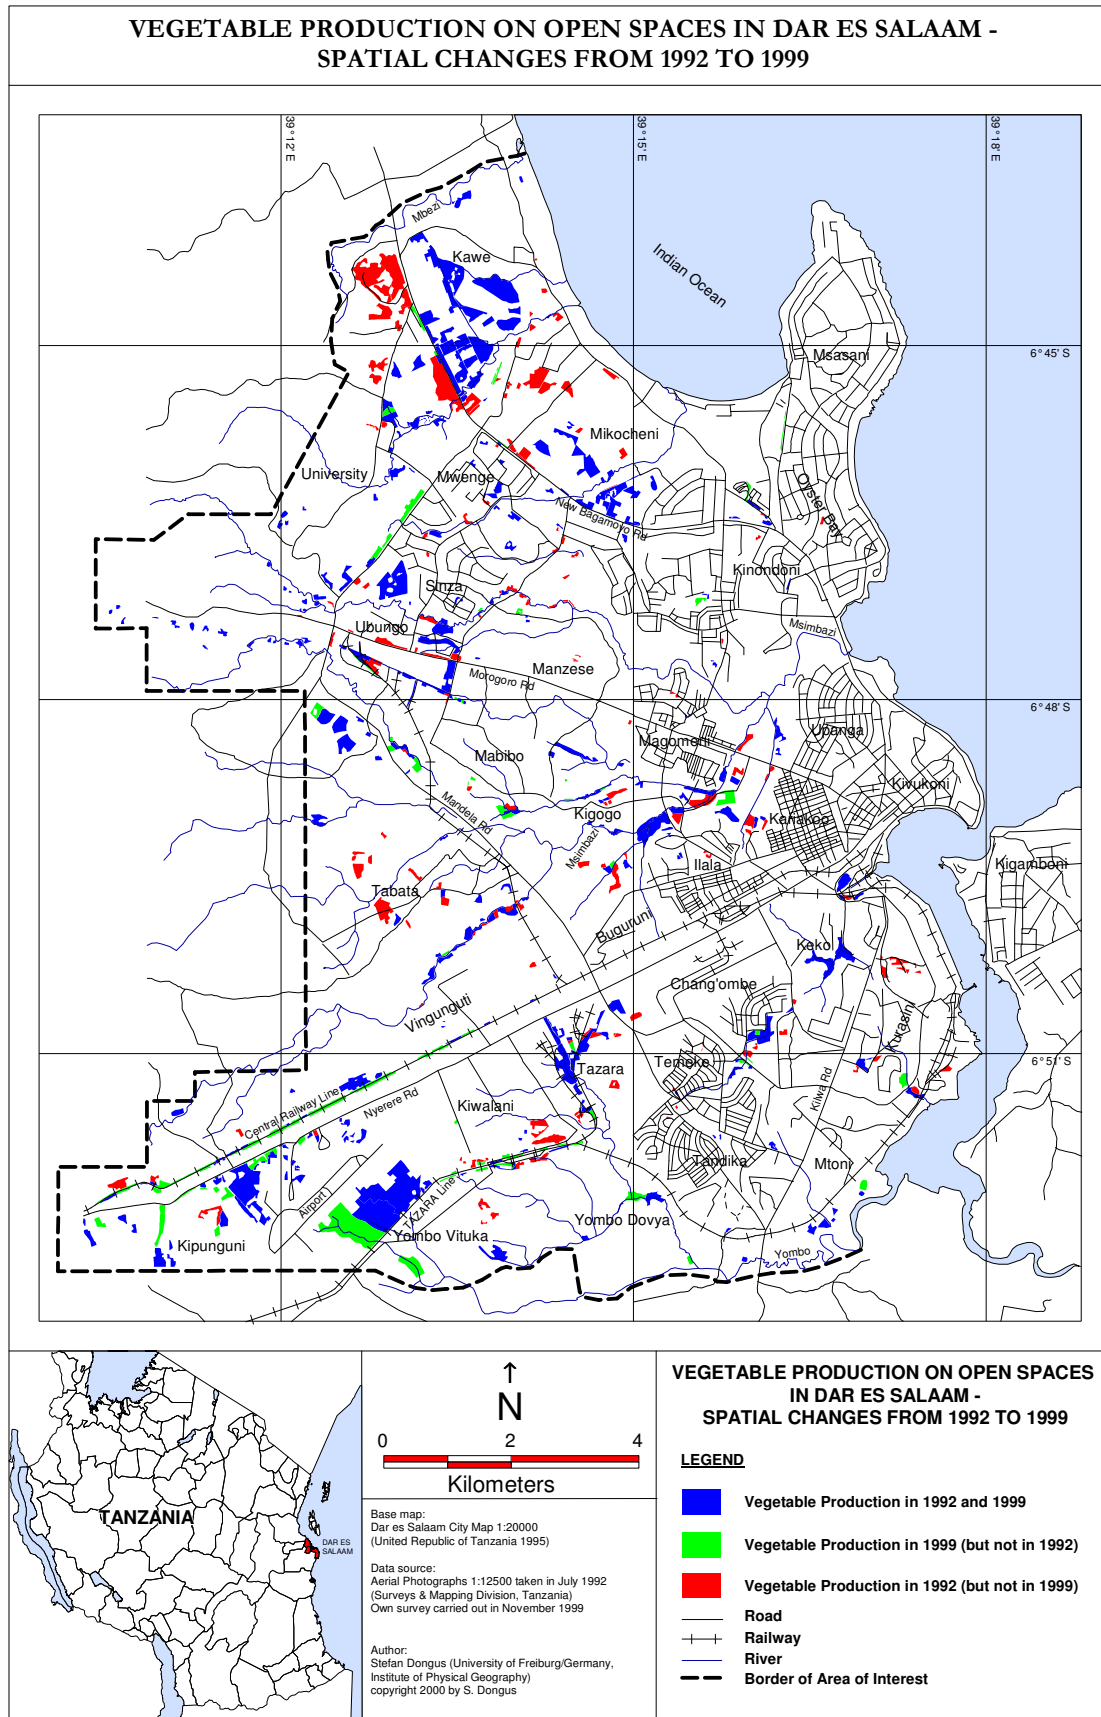 VEGETABLE PRODUCTION ON OPEN SPACES IN DAR ES SALAAM -
SPATIAL CHANGES FROM 1992 TO 1999
39°12' E
39°15' E
39°18' E
Mbezi
Kawe
Indian Ocean
6°45' S
Msasani
Mikocheni
University
Mwenge
Oyster Bay
New Bagamoyo Rd
Kinondoni
Sinza
Ubungo
Msimbazi
Manzese
Morogoro Rd
6°48' S
Magomeni
Upanga
Mabibo
Kivukoni
Mandela Rd
Kigogo
Kariakoo
Msimbazi
Ilala
Kigamboni
Tabata
Buguruni
Keko
Chang'ombe
Vingunguti
Kurasini
6°51' S
Temeke
Tazara
Central Railway Line
Nyerere Rd
Kiwalani
Kilwa Rd
Tandika
Mtoni
Airport
TAZARA Line
Yombo Dovya
Yombo Vituka
Kipunguni
Yombo
TANZANIA
DAR ES
SALAAM
N
0 2 4
Kilometers
Base map:
Dar es Salaam City Map 1:20000
(United Republic of Tanzania 1995)
Data source:
Aerial Photographs 1:12500 taken in July 1992
(Surveys & Mapping Division, Tanzania)
Own survey carried out in November 1999
Author:
Stefan Dongus (University of Freiburg/Germany,
Institute of Physical Geography)
copyright 2000 by S. Dongus
VEGETABLE PRODUCTION ON OPEN SPACES
IN DAR ES SALAAM -
SPATIAL CHANGES FROM 1992 TO 1999
LEGEND
Vegetable Production in 1992 and 1999
Vegetable Production in 1999 (but not in 1992)
Vegetable Production in 1992 (but not in 1999)
Road
Railway
River
Border of Area of Interest